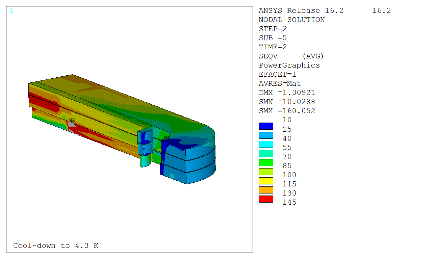 1
ANSYS Release 16.2    16.2
NODAL SOLUTION
STEP=2
SUB =5
TIME=2
SEQV     (AVG)
PowerGraphics
EFACET=1
AVRES=Mat
DMX =1.30921
SMN =10.0288
SMX =160.052
10
25
40
55
70
85
100
115
130
145
Cool-down to 4.3 K